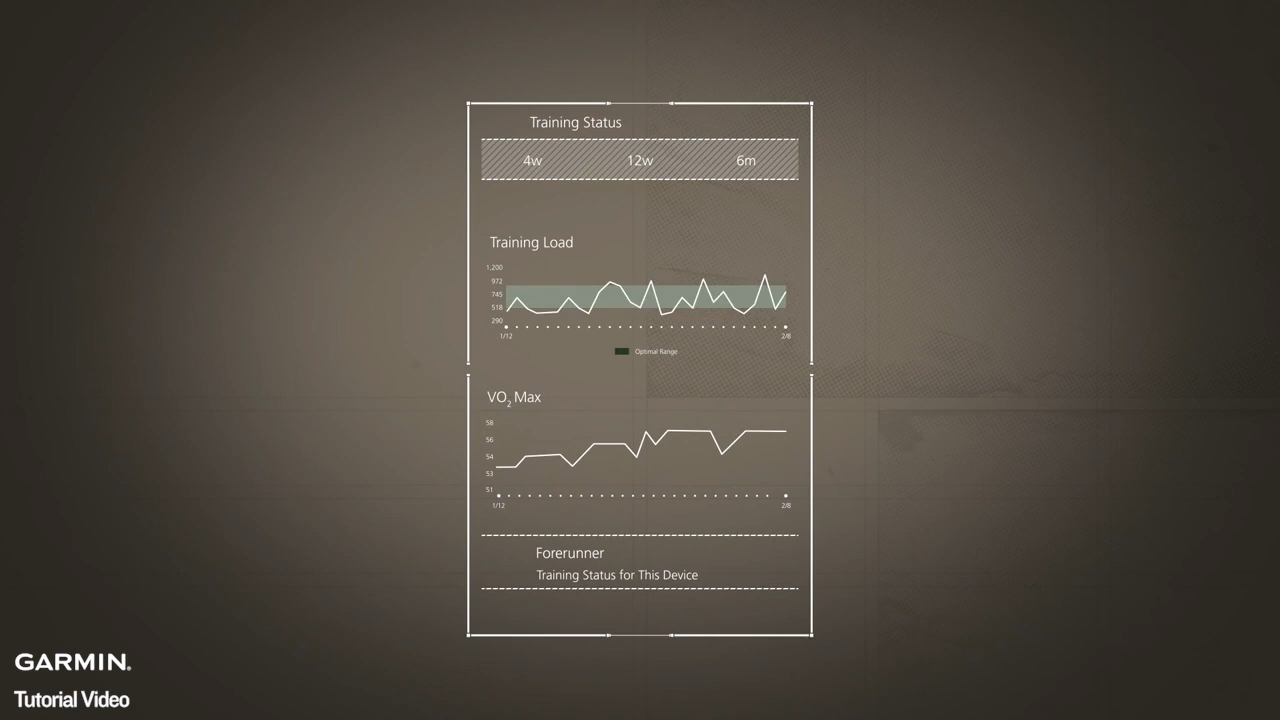 Training Status
4w 12w 6m
Training Load
1,200
972
745
518
290
1/12 2/8
Optimal Range
VO2 Max
58
56
54
53
51
1/12 2/8
Forerunner
Training Status for This Device
GARMIN.
Tutorial Video